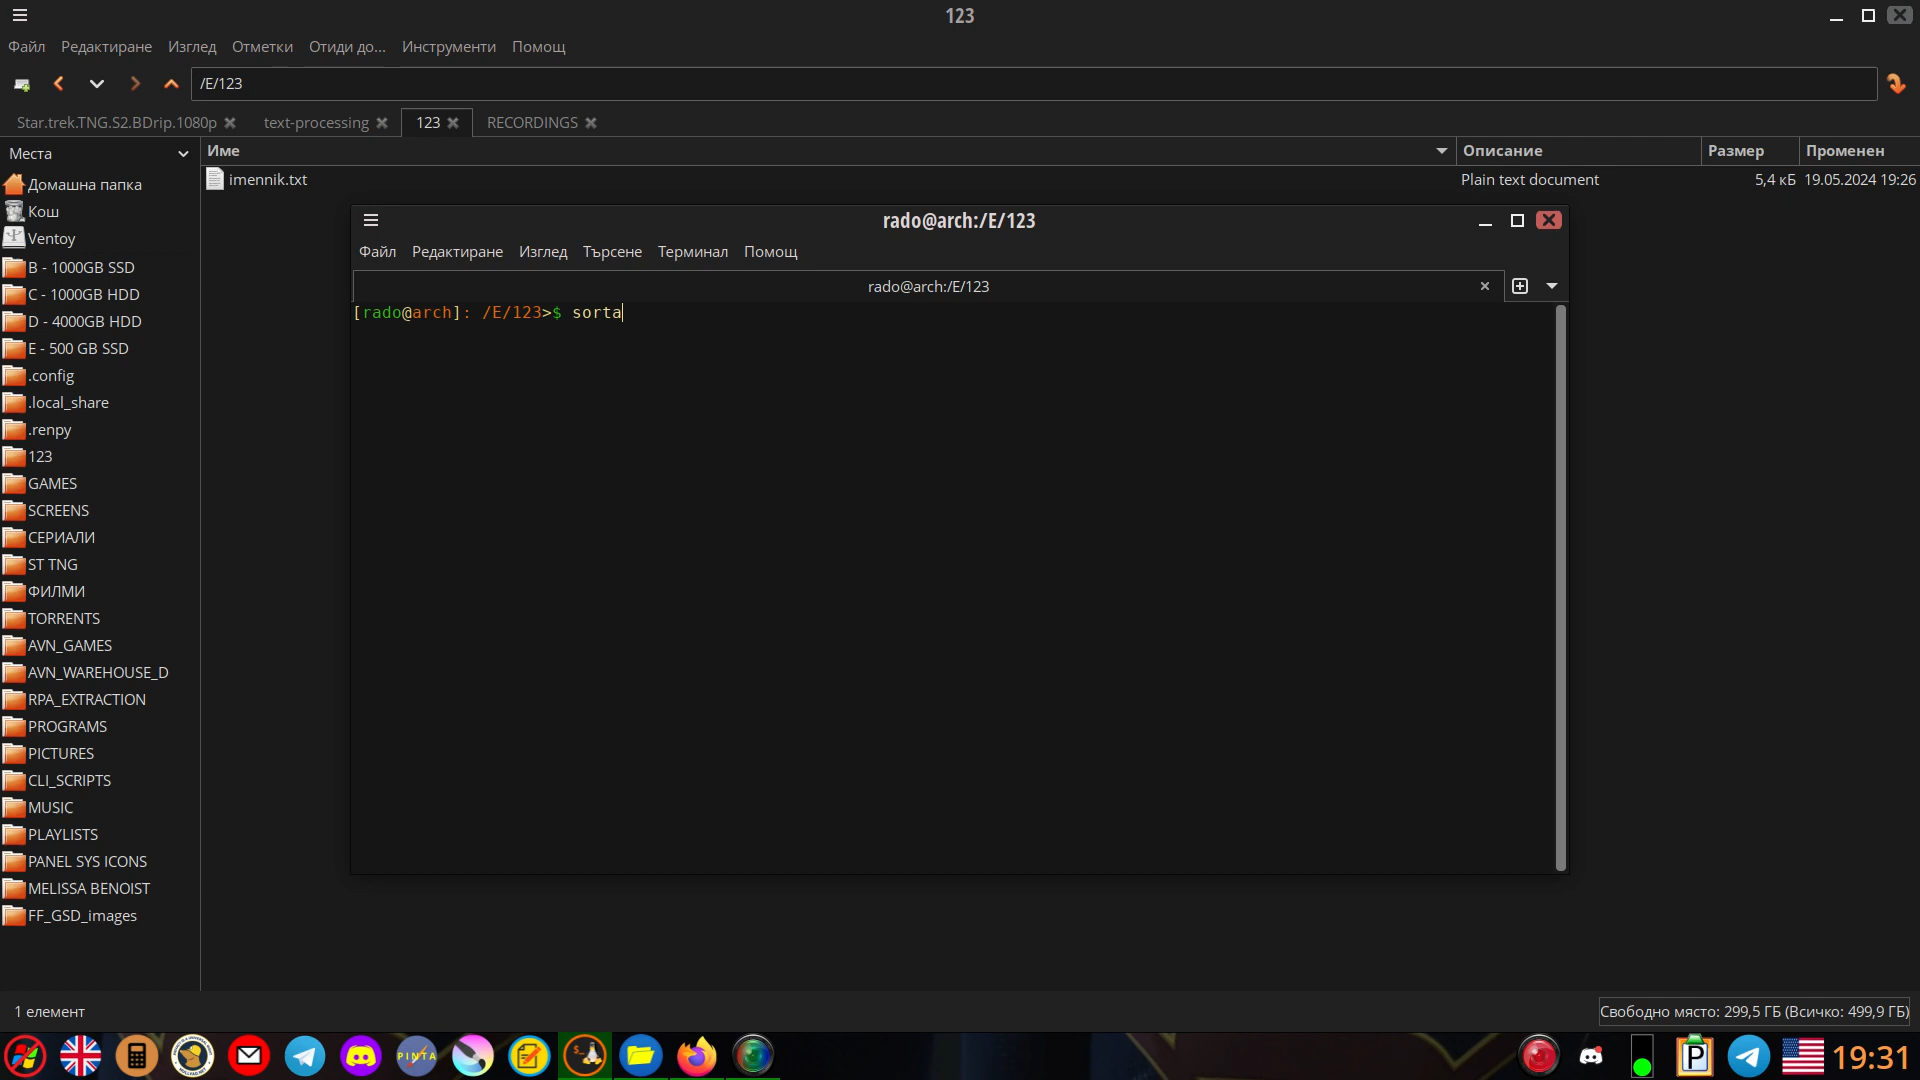 123
Файл Редактиране Изглед Отметки Отиди до... Инструменти Помощ
/E/123
Star.trek.TNG.S2.BDrip.1080p text-processing 123 RECORDINGS
Места Име Описание Размер Променен
imennik.txt Plain text document 5,4 кБ 19.05.2024 19:26
Домашна папка
Кош
Ventoy
B - 1000GB SSD
C - 1000GB HDD
D - 4000GB HDD
E - 500 GB SSD
.config
.local_share
.renpy
123
GAMES
SCREENS
СЕРИАЛИ
ST TNG
ФИЛМИ
TORRENTS
AVN_GAMES
AVN_WAREHOUSE_D
RPA_EXTRACTION
PROGRAMS
PICTURES
CLI_SCRIPTS
MUSIC
PLAYLISTS
PANEL SYS ICONS
MELISSA BENOIST
FF_GSD_images
rado@arch:/E/123
Файл Редактиране Изглед Търсене Терминал Помощ
rado@arch:/E/123
[rado@arch]: /E/123>$ sorta
1 елемент
Свободно място: 299,5 ГБ (Всичко: 499,9 ГБ)
PINTA
P
19:31